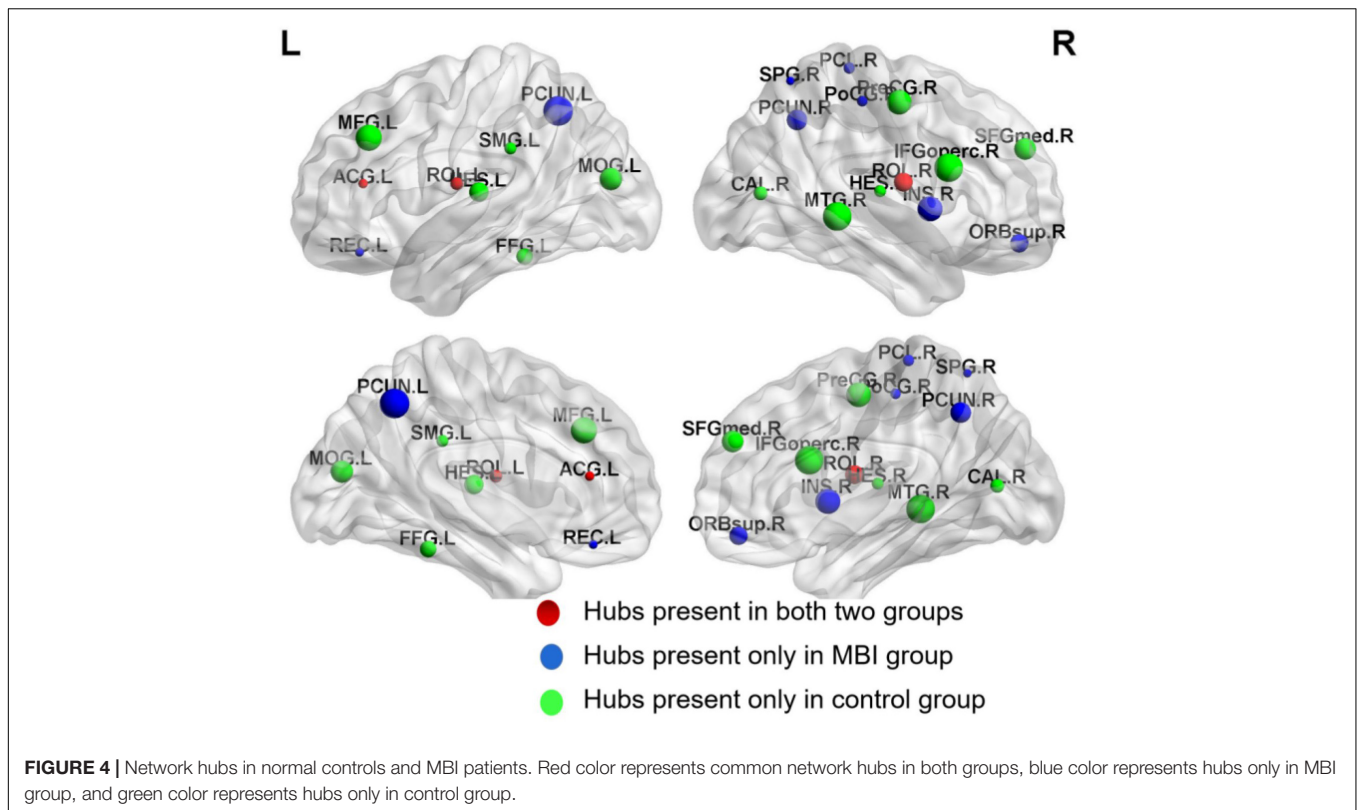 L
R
PCUN.L
MFG.L
SMG.L
MOG.L
ACG.L
ROL.L
REC.L
FFG.L
PCL.R
SPG.R
PreCG.R
PCUN.R
SFGmed.R
IFGoperc.R
ROL.R
CAL.R
INS.R
MTG.R
ORBsup.R
PCUN.L
MFG.L
SMG.L
MOG.L
ROL.L
ACG.L
FFG.L
REC.L
PCL.R
SPG.R
PreCG.R
PCUN.R
SFGmed.R
IFGoperc.R
ROL.R
CAL.R
INS.R
MTG.R
ORBsup.R
Hubs present in both two groups
Hubs present only in MBI group
Hubs present only in control group
FIGURE 4 | Network hubs in normal controls and MBI patients. Red color represents common network hubs in both groups, blue color represents hubs only in MBI
group, and green color represents hubs only in control group.